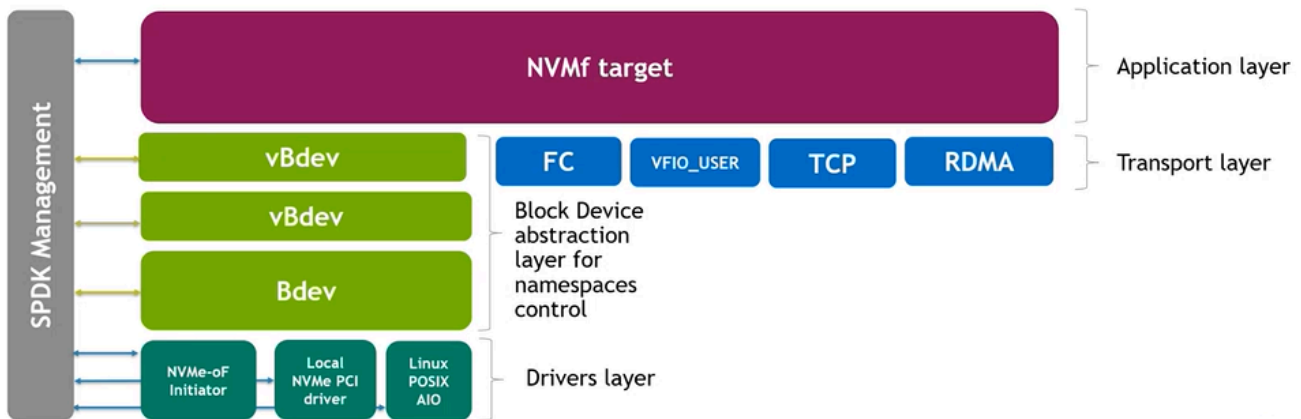 SPDK Management
NVMf target
Application layer
vBdev
FC
VFIO_USER
TCP
RDMA
Transport layer
vBdev
Block Device
abstraction
layer for
namespaces
control
Bdev
NVMe-oF
Initiator
Local
NVMe PCI
driver
Linux
POSIX
AIO
Drivers layer